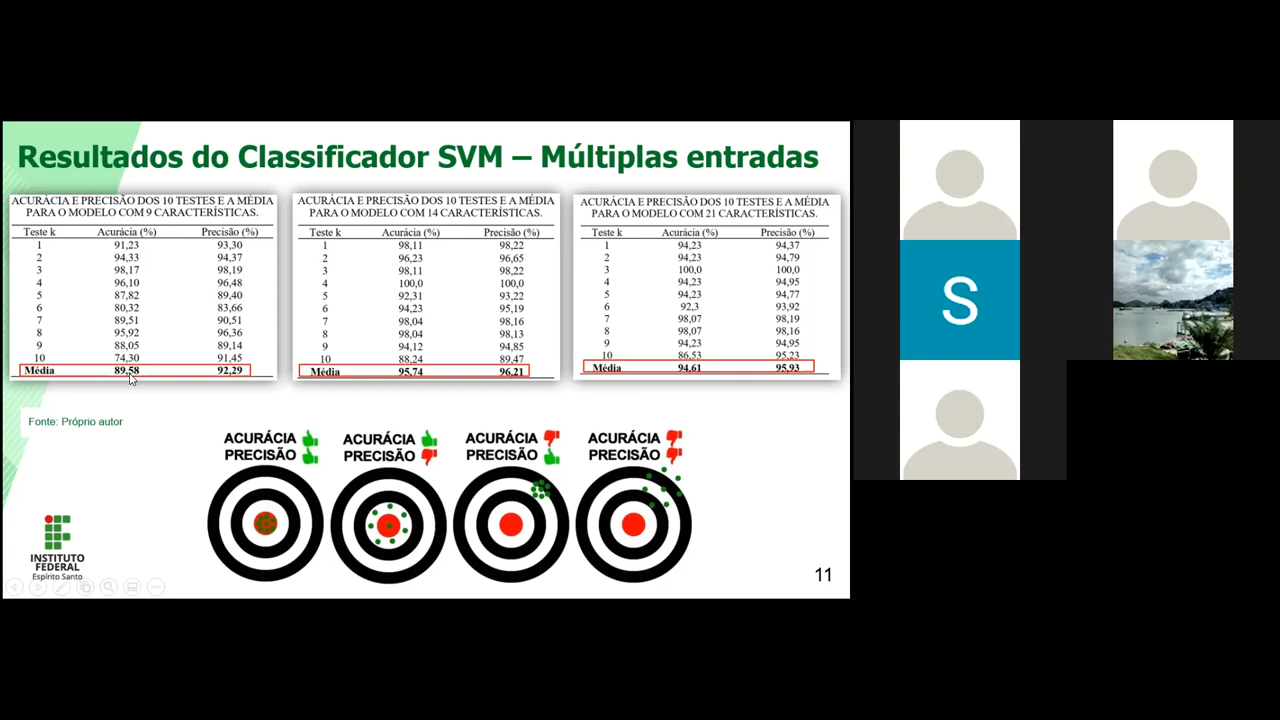 Resultados do Classificador SVM – Múltiplas entradas
ACURÁCIA E PRECISÃO DOS 10 TESTES E A MÉDIA
PARA O MODELO COM 9 CARACTERÍSTICAS.
Teste k Acurácia (%) Precisão (%)
1 91,23 93,30
2 94,33 94,37
3 98,17 98,19
4 96,10 96,48
5 87,82 89,40
6 80,32 83,66
7 89,51 90,51
8 95,92 96,36
9 88,05 89,14
10 74,30 91,45
Média 89,58 92,29
ACURÁCIA E PRECISÃO DOS 10 TESTES E A MÉDIA
PARA O MODELO COM 14 CARACTERÍSTICAS.
Teste k Acurácia (%) Precisão (%)
1 98,11 98,22
2 96,23 96,65
3 98,11 98,22
4 100,0 100,0
5 92,31 93,22
6 94,23 95,19
7 98,04 98,16
8 98,04 98,13
9 94,12 94,85
10 88,24 89,47
Média 95,74 96,21
ACURÁCIA E PRECISÃO DOS 10 TESTES E A MÉDIA
PARA O MODELO COM 21 CARACTERÍSTICAS.
Teste k Acurácia (%) Precisão (%)
1 94,23 94,37
2 94,23 94,79
3 100,0 100,0
4 94,23 94,95
5 94,23 94,77
6 92,3 93,92
7 98,07 98,19
8 98,07 98,16
9 94,23 94,95
10 86,53 95,23
Média 94,61 95,93
Fonte: Próprio autor
ACURÁCIA
PRECISÃO
ACURÁCIA
PRECISÃO
ACURÁCIA
PRECISÃO
ACURÁCIA
PRECISÃO
INSTITUTO
FEDERAL
Espírito Santo
11
S